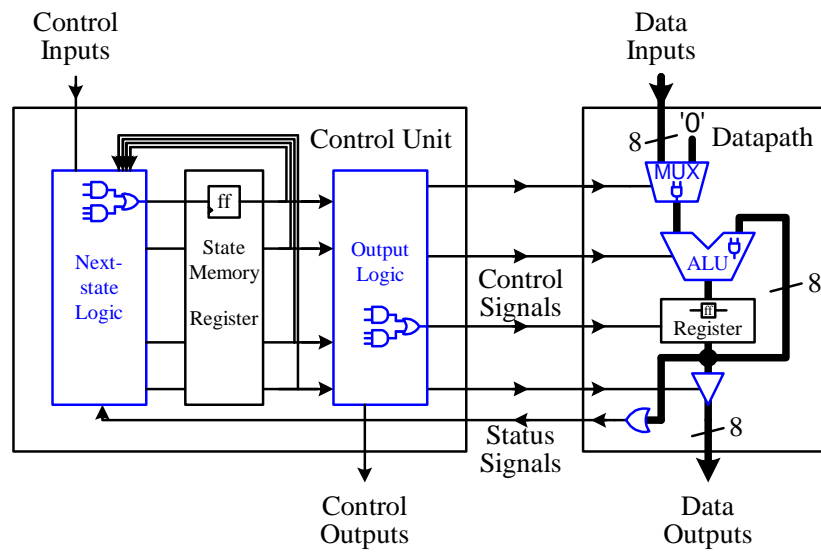 Control
Inputs
Data
Inputs
Control Unit
8
'0'
Datapath
MUX
ff
State
Memory
Register
Next-
state
Logic
Output
Logic
Control
Signals
ALU
8
ff
Register
Status
Signals
8
Control
Outputs
Data
Outputs